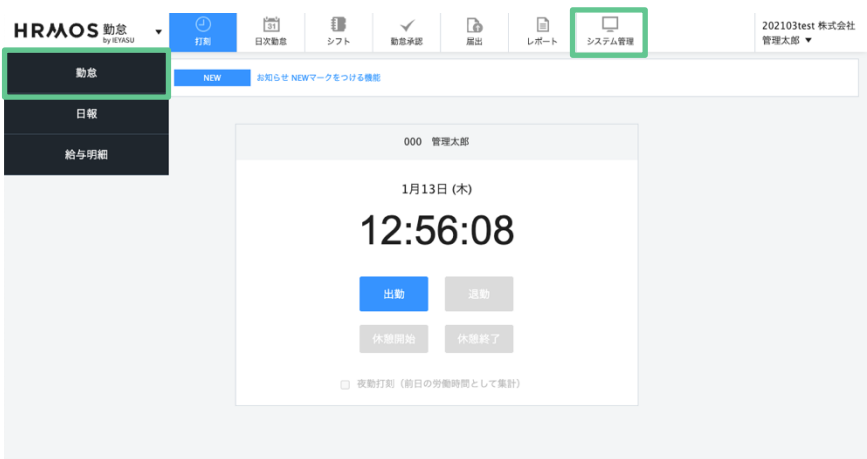 HRMOS 勤怠
by IEYASU
▼
打刻
31
日次勤怠
シフト
勤怠承認
届出
レポート
システム管理
202103test 株式会社
管理太郎 ▼
勤怠
日報
給与明細
NEW
お知らせ NEWマークをつける機能
000 管理太郎
1月13日 (木)
12:56:08
出勤
退勤
休憩開始
休憩終了
夜勤打刻（前日の労働時間として集計）